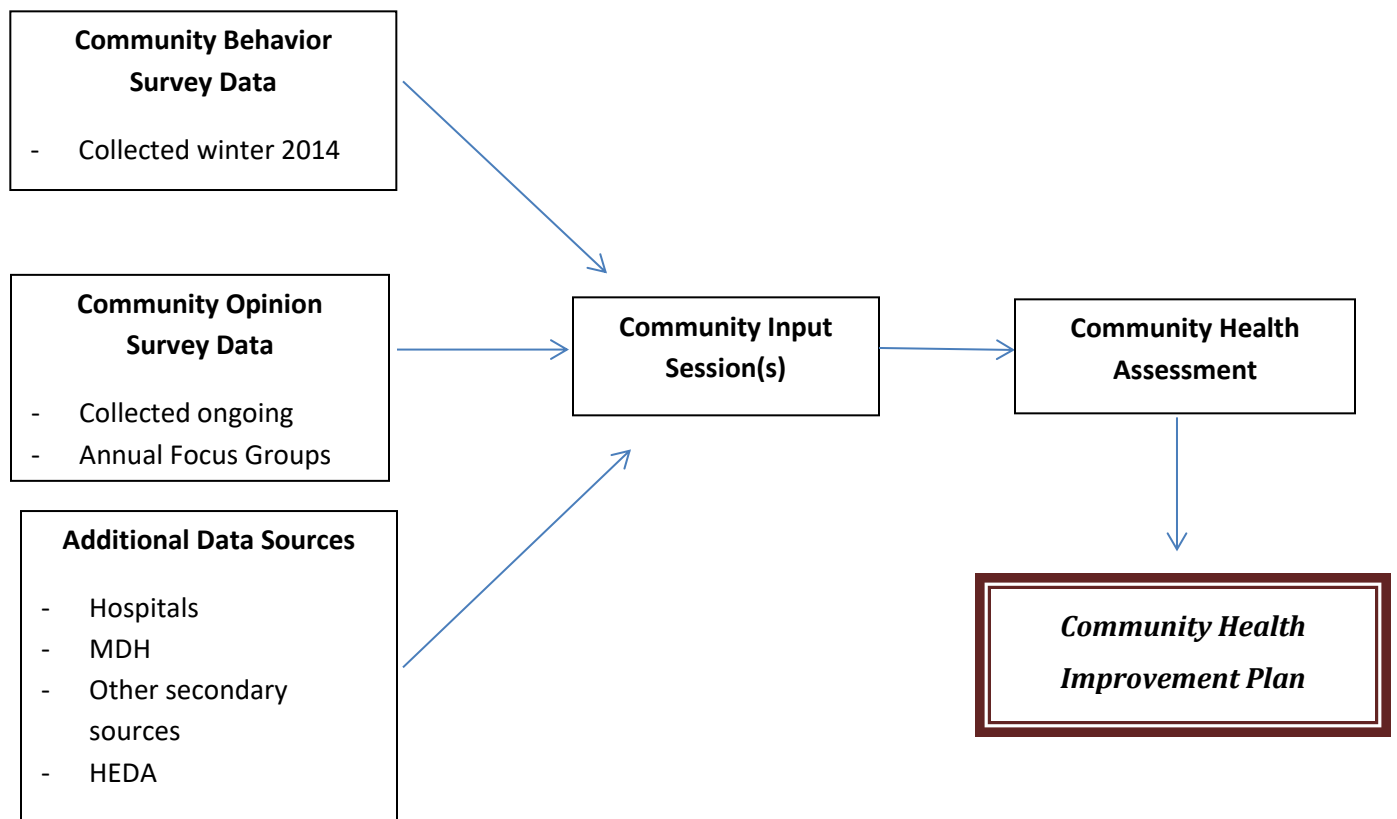 Community Behavior
Survey Data
- Collected winter 2014
Community Opinion
Survey Data
- Collected ongoing
- Annual Focus Groups
Additional Data Sources
- Hospitals
- MDH
- Other secondary
sources
- HEDA
Community Input
Session(s)
Community Health
Assessment
Community Health
Improvement Plan